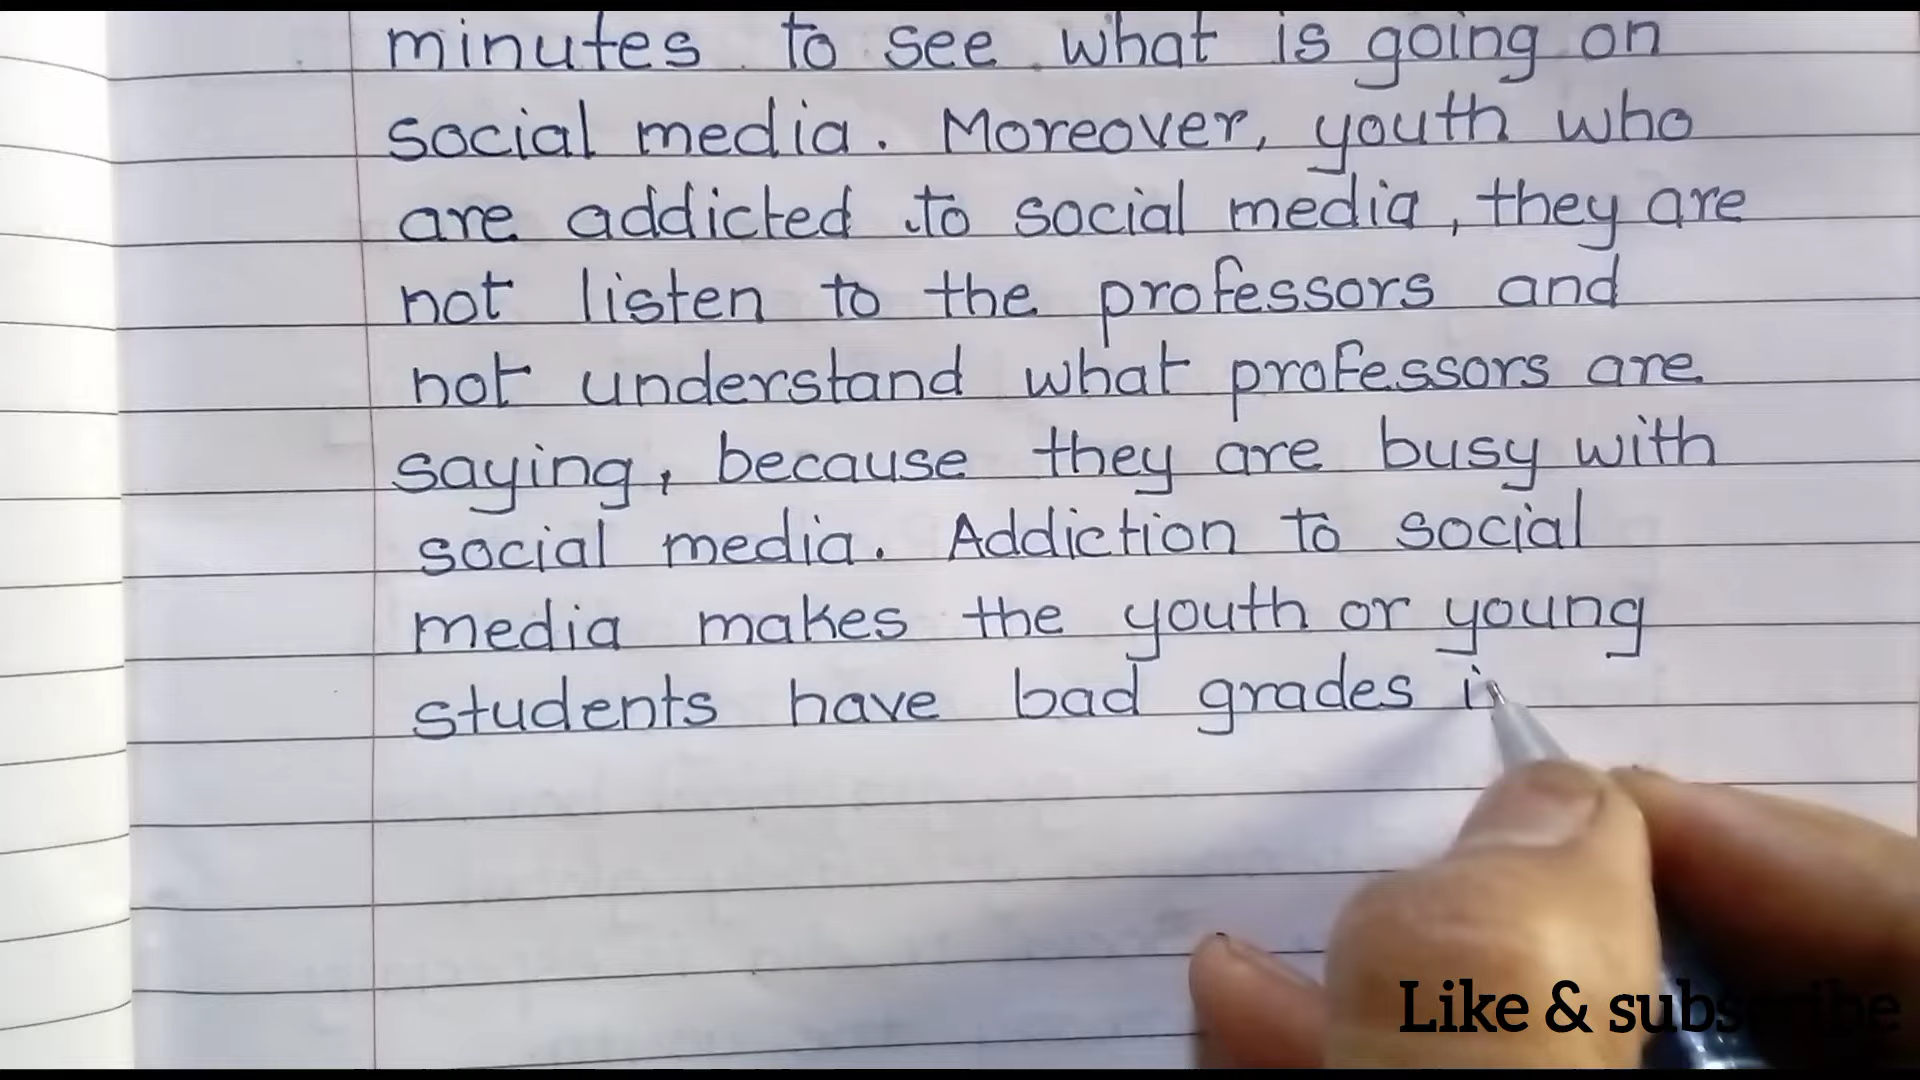 minutes to see what is going on
social media. Moreover, youth who
are addicted to social media, they are
not listen to the professors and
not understand what professors are
saying, because they are busy with
social media. Addiction to social
media makes the youth or young
students have bad grades i
Like & subscribe